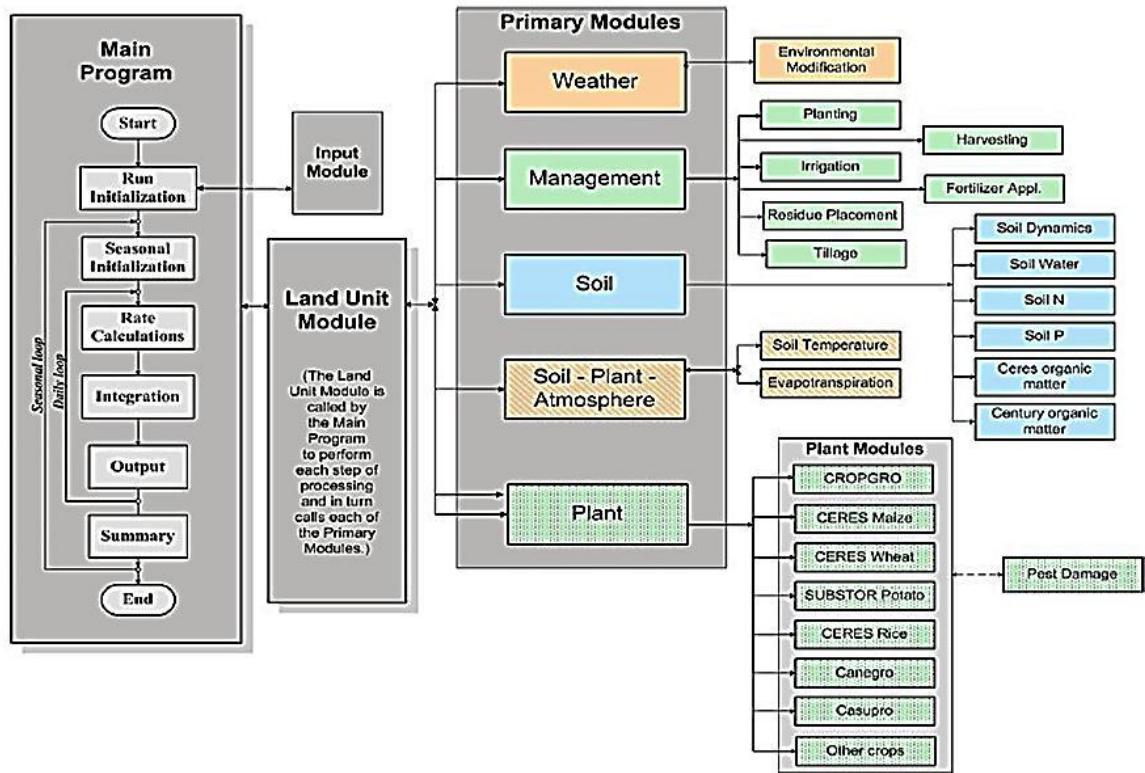 Main
Program
Start
Run
Initialization
Seasonal
Initialization
Rate
Calculations
Integration
Output
Summary
End
Seasonal loop
Daily loop
Input
Module
Land Unit
Module
(The Land
Unit Module is
called by
the Main
Program
to perform
each step of
processing
and in turn
calls each of
the Primary
Modules.)
Primary Modules
Weather
Management
Soil
Soil - Plant -
Atmosphere
Plant
Environmental
Modification
Planting
Harvesting
Irrigation
Fertilizer Appl.
Residue Placement
Tillage
Soil Dynamics
Soil Water
Soil N
Soil P
Ceres organic
matter
Century organic
matter
Soil Temperature
Evapotranspiration
Plant Modules
CROPGRO
CERES Maize
CERES Wheat
SUBSTOR Potato
CERES Rice
Canegro
Casupro
Other crops
Pest Damage